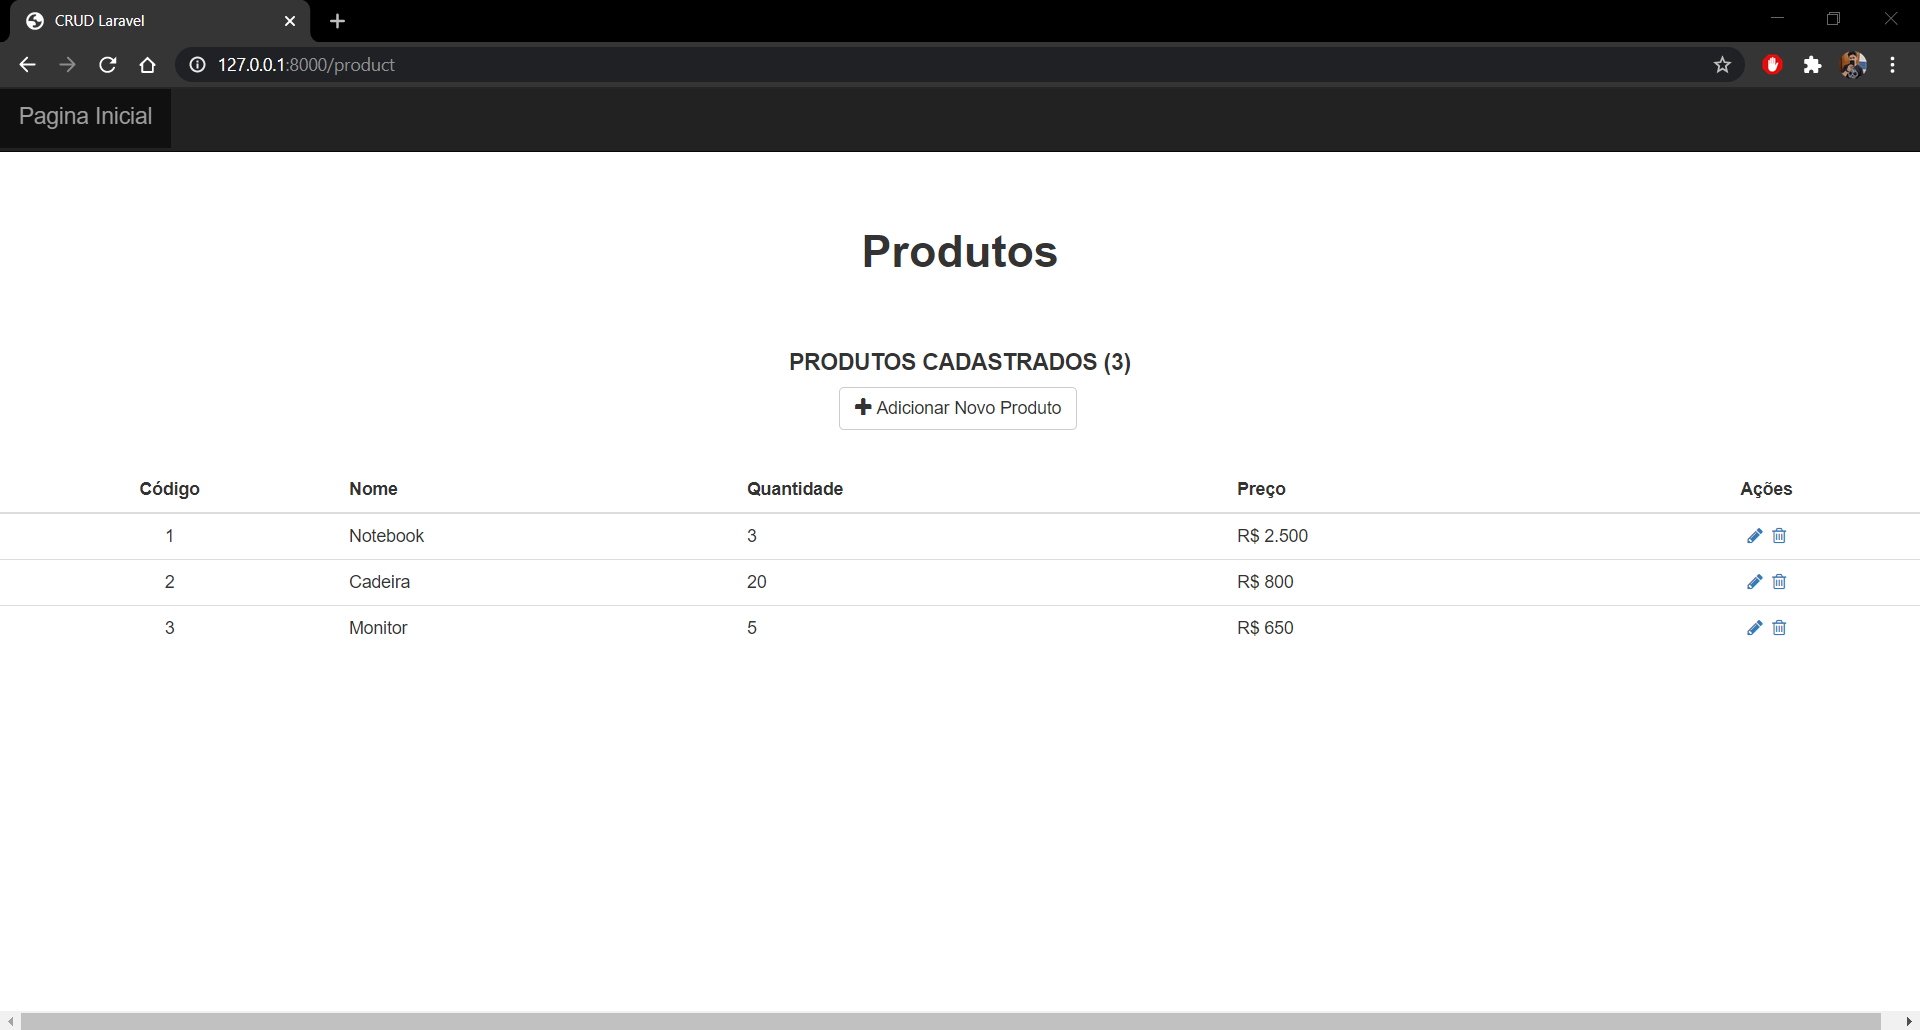 CRUD Laravel
127.0.0.1:8000/product
Pagina Inicial
Produtos
PRODUTOS CADASTRADOS (3)
Adicionar Novo Produto
Código Nome Quantidade Preço Ações
1 Notebook 3 R$ 2.500
2 Cadeira 20 R$ 800
3 Monitor 5 R$ 650